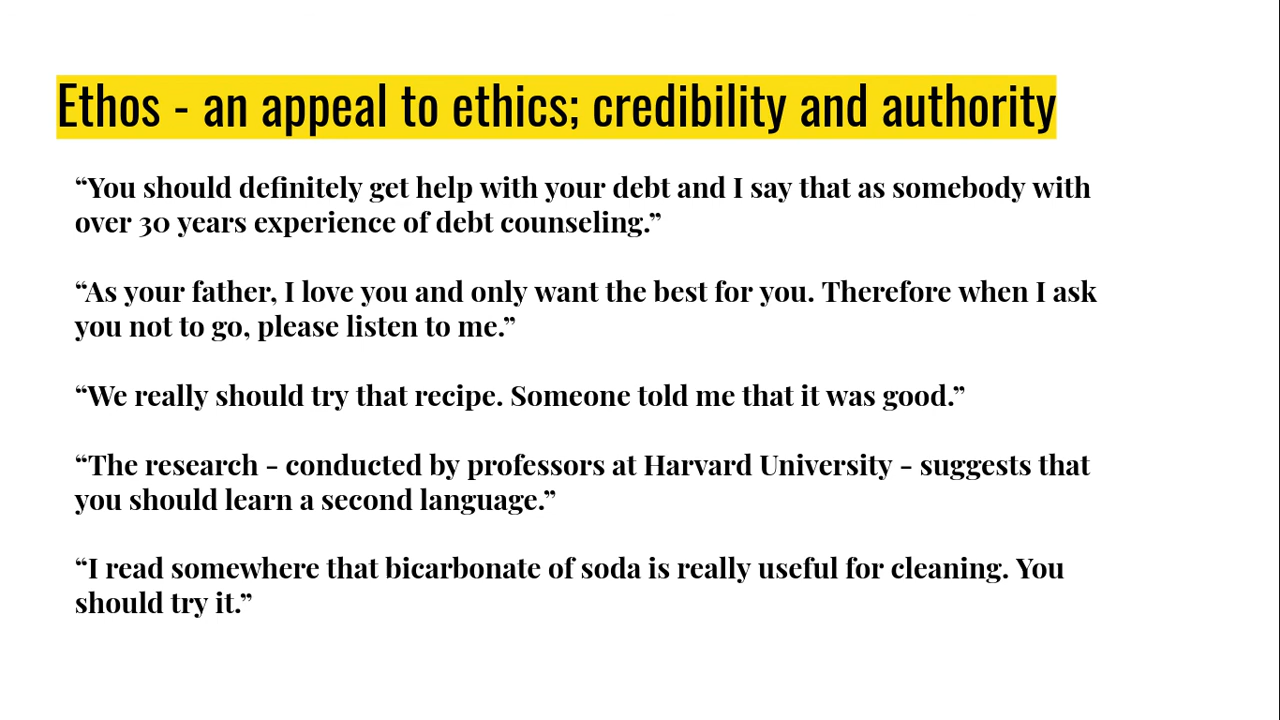 Ethos - an appeal to ethics; credibility and authority
“You should definitely get help with your debt and I say that as somebody with
over 30 years experience of debt counseling.”
“As your father, I love you and only want the best for you. Therefore when I ask
you not to go, please listen to me.”
“We really should try that recipe. Someone told me that it was good.”
“The research - conducted by professors at Harvard University - suggests that
you should learn a second language.”
“I read somewhere that bicarbonate of soda is really useful for cleaning. You
should try it.”